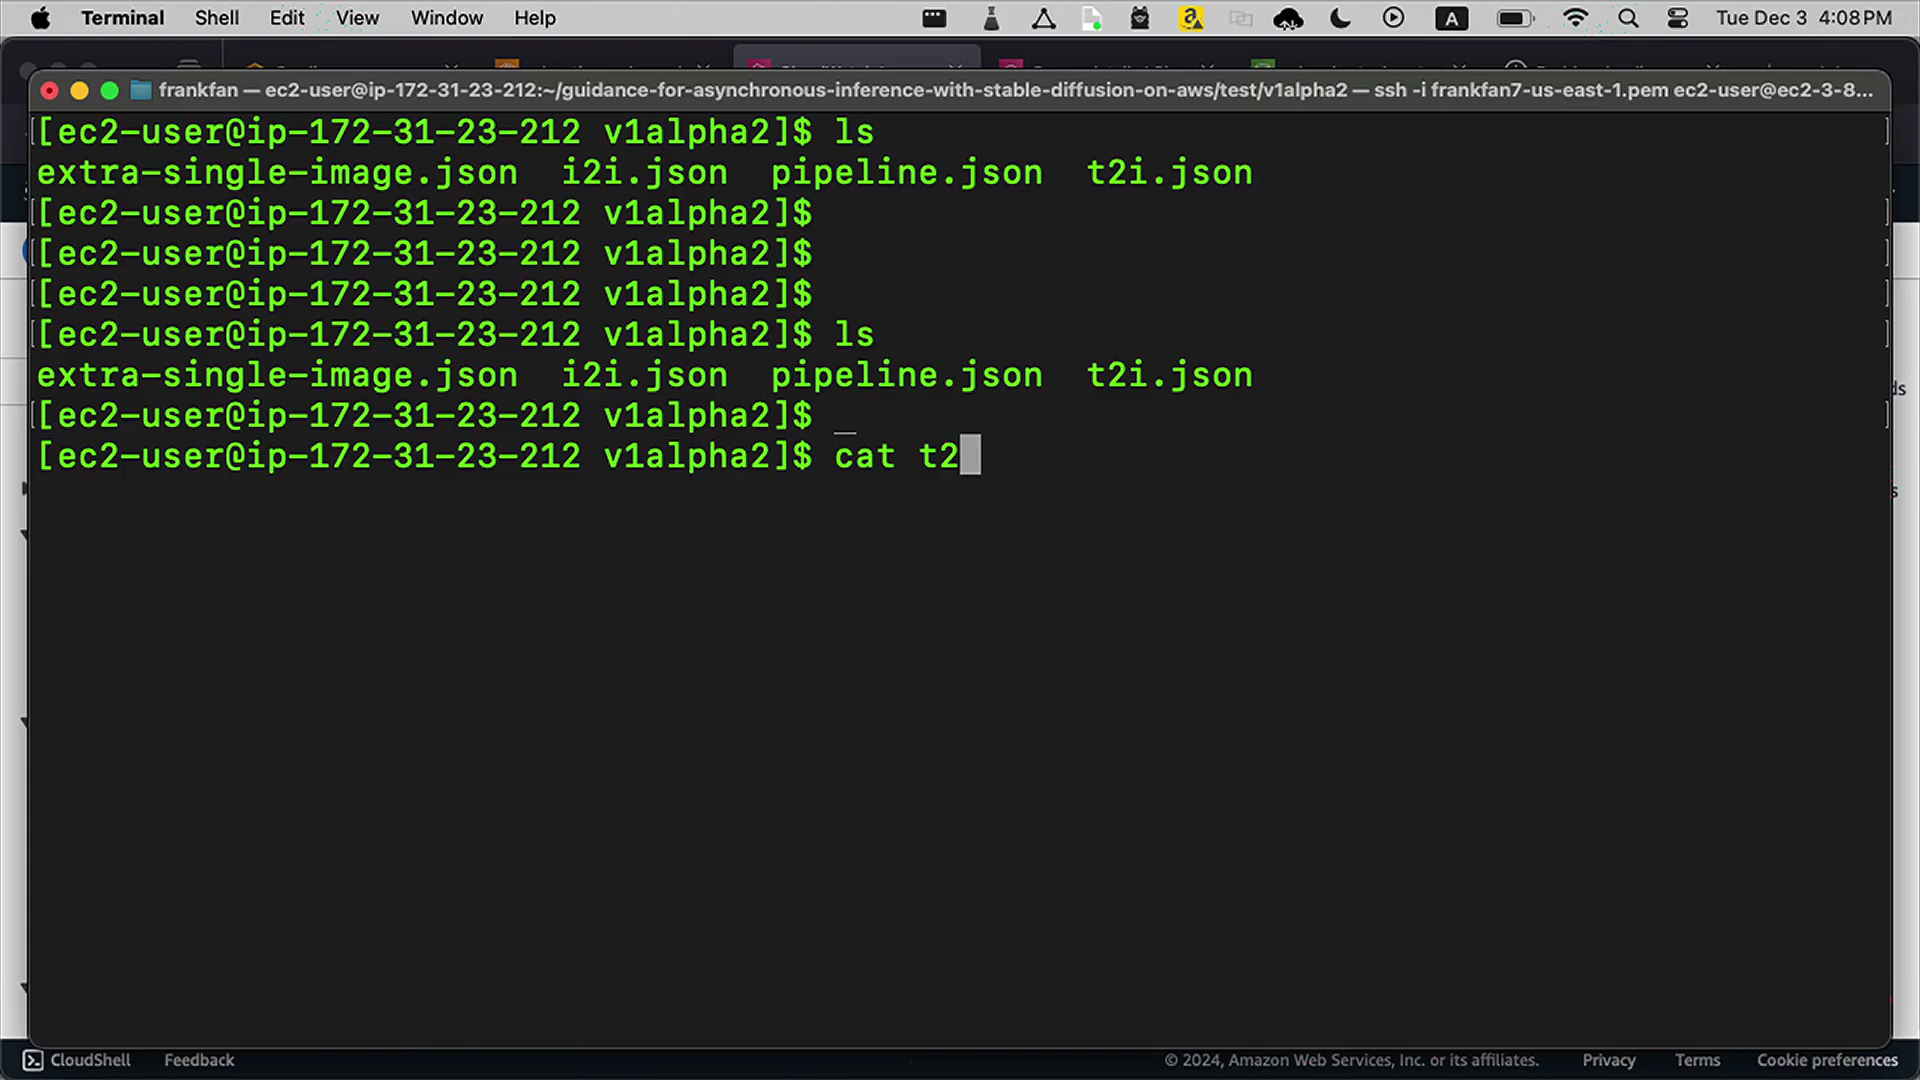 Terminal Shell Edit View Window Help A Tue Dec 3 4:08 PM
frankfan — ec2-user@ip-172-31-23-212:~/guidance-for-asynchronous-inference-with-stable-diffusion-on-aws/test/v1alpha2 — ssh -i frankfan7-us-east-1.pem ec2-user@ec2-3-8...
[ec2-user@ip-172-31-23-212 v1alpha2]$ ls
extra-single-image.json i2i.json pipeline.json t2i.json
[ec2-user@ip-172-31-23-212 v1alpha2]$
[ec2-user@ip-172-31-23-212 v1alpha2]$
[ec2-user@ip-172-31-23-212 v1alpha2]$
[ec2-user@ip-172-31-23-212 v1alpha2]$ ls
extra-single-image.json i2i.json pipeline.json t2i.json
[ec2-user@ip-172-31-23-212 v1alpha2]$
[ec2-user@ip-172-31-23-212 v1alpha2]$ cat t2
CloudShell Feedback © 2024, Amazon Web Services, Inc. or its affiliates. Privacy Terms Cookie preferences